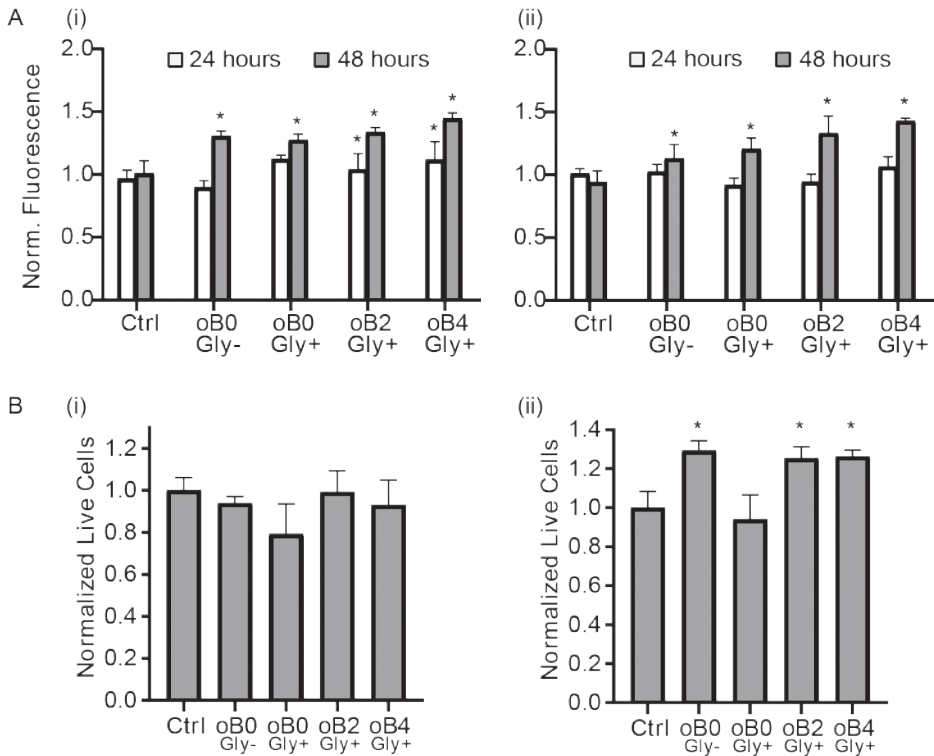 A (i) (ii)
Norm. Fluorescence
2.0
1.5
1.0
0.5
0.0
24 hours 48 hours
* * * * * *
Ctrl oB0 oB0 oB2 oB4
Gly- Gly+ Gly+ Gly+
2.0
1.5
1.0
0.5
0.0
24 hours 48 hours
* * * *
Ctrl oB0 oB0 oB2 oB4
Gly- Gly+ Gly+ Gly+
B (i) (ii)
Normalized Live Cells
1.2
1.0
0.8
0.6
0.4
0.2
0.0
Ctrl oB0 oB0 oB2 oB4
Gly- Gly+ Gly+ Gly+
Normalized Live Cells
1.4
1.2
1.0
0.8
0.6
0.4
0.2
0.0
* * *
Ctrl oB0 oB0 oB2 oB4
Gly- Gly+ Gly+ Gly+